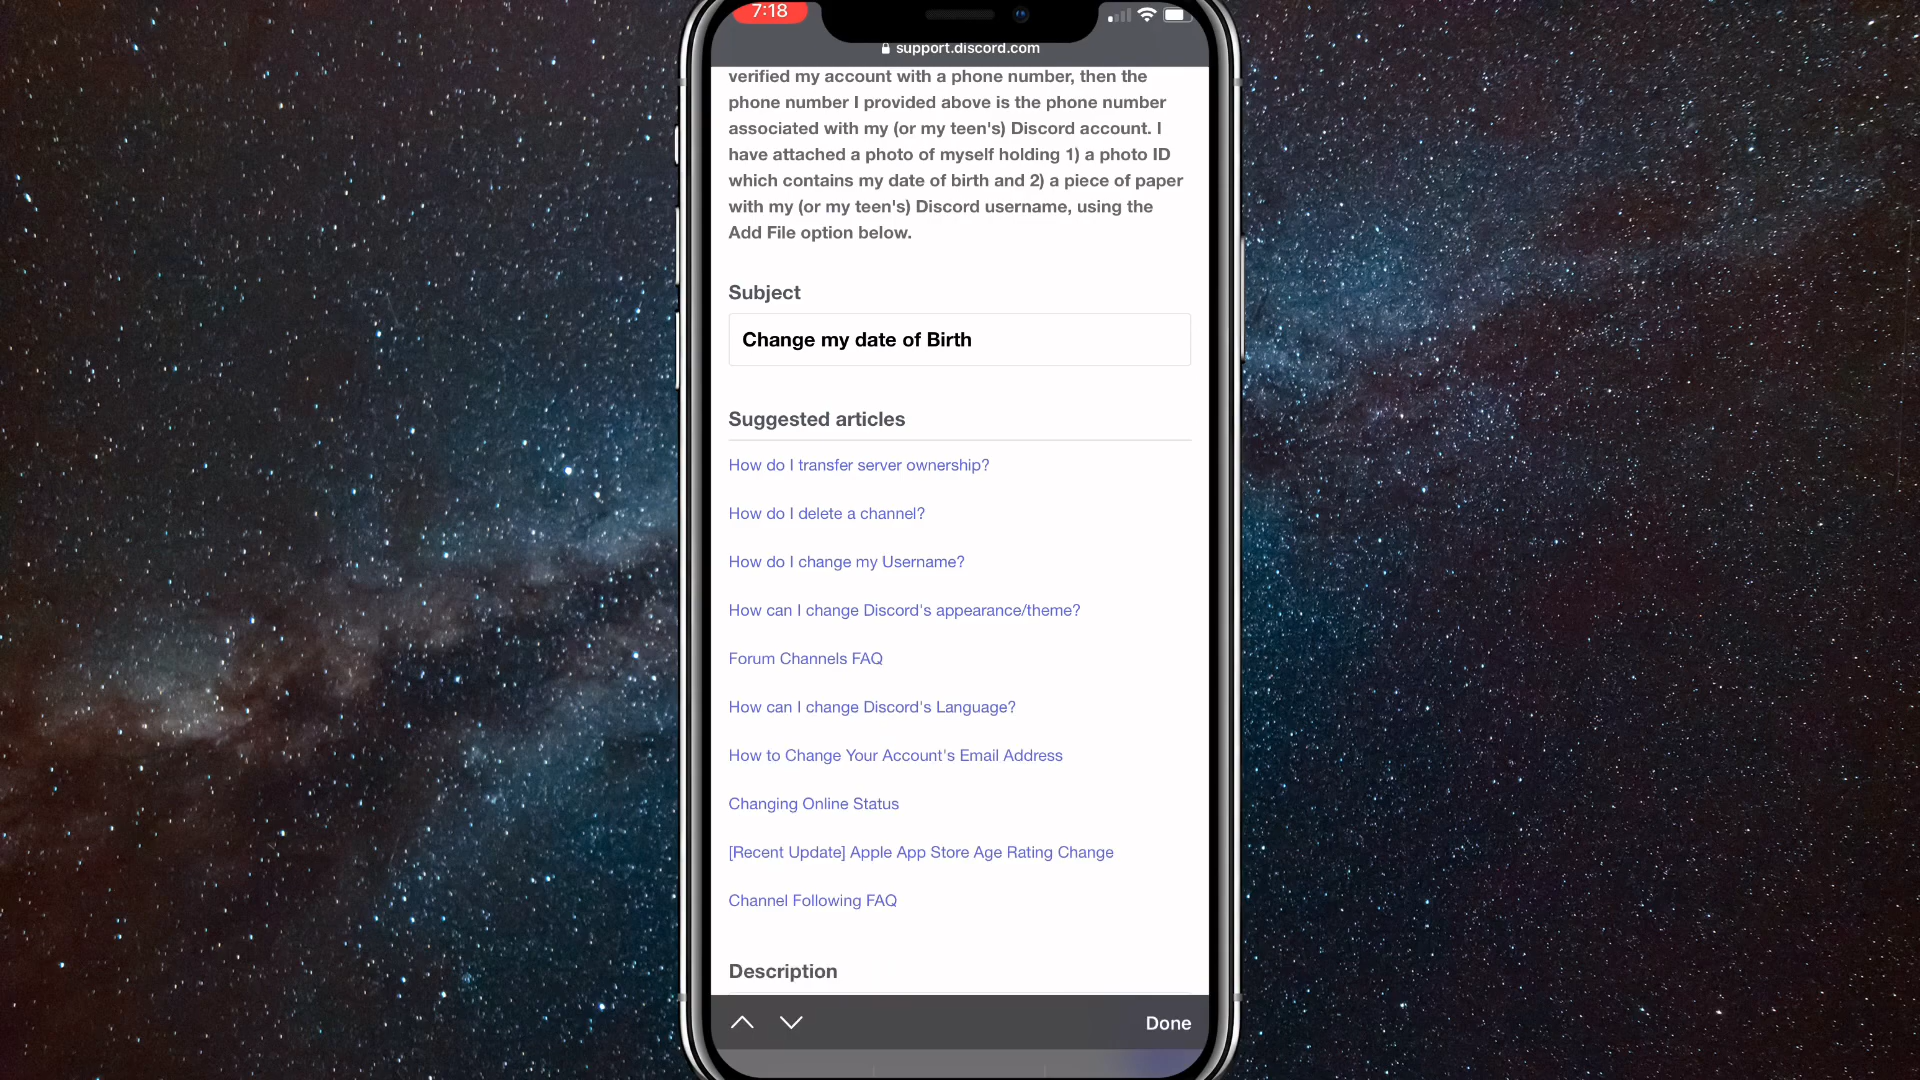 7:18
support.discord.com
verified my account with a phone number, then the
phone number I provided above is the phone number
associated with my (or my teen's) Discord account. I
have attached a photo of myself holding 1) a photo ID
which contains my date of birth and 2) a piece of paper
with my (or my teen's) Discord username, using the
Add File option below.
Subject
Change my date of Birth
Suggested articles
How do I transfer server ownership?
How do I delete a channel?
How do I change my Username?
How can I change Discord's appearance/theme?
Forum Channels FAQ
How can I change Discord's Language?
How to Change Your Account's Email Address
Changing Online Status
[Recent Update] Apple App Store Age Rating Change
Channel Following FAQ
Description
Done